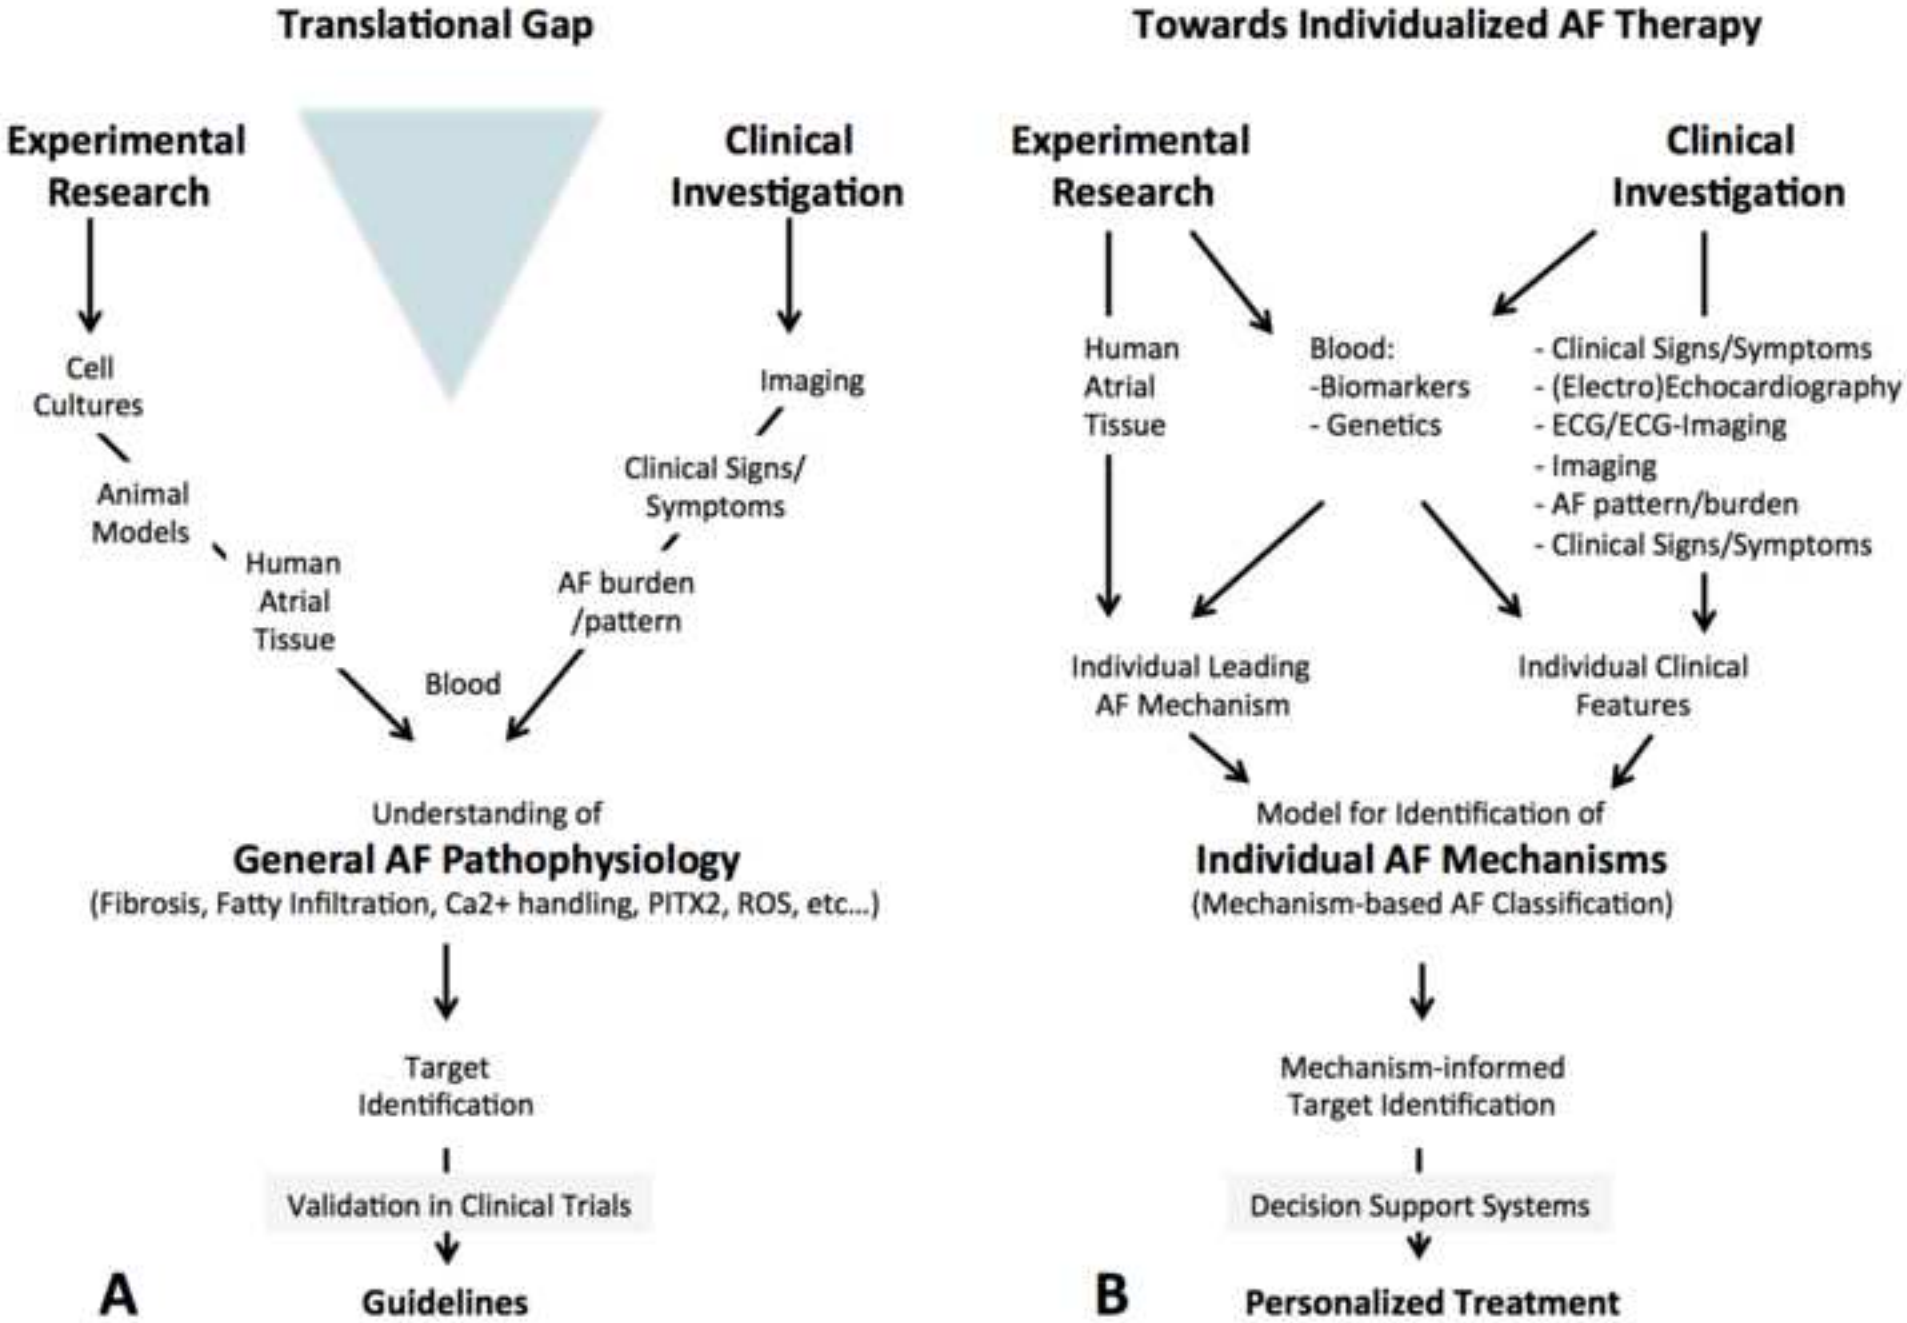 Translational Gap
Experimental
Research
Clinical
Investigation
Cell
Cultures
Imaging
Animal
Models
Clinical Signs/
Symptoms
Human
Atrial
Tissue
AF burden
/pattern
Blood
Understanding of
General AF Pathophysiology
(Fibrosis, Fatty Infiltration, Ca2+ handling, PITX2, ROS, etc...)
Target
Identification
Validation in Clinical Trials
Guidelines
A
Towards Individualized AF Therapy
Experimental
Research
Clinical
Investigation
Human
Atrial
Tissue
Blood:
-Biomarkers
- Genetics
- Clinical Signs/Symptoms
- (Electro)Echocardiography
- ECG/ECG-Imaging
- Imaging
- AF pattern/burden
- Clinical Signs/Symptoms
Individual Leading
AF Mechanism
Individual Clinical
Features
Model for Identification of
Individual AF Mechanisms
(Mechanism-based AF Classification)
Mechanism-informed
Target Identification
Decision Support Systems
Personalized Treatment
B